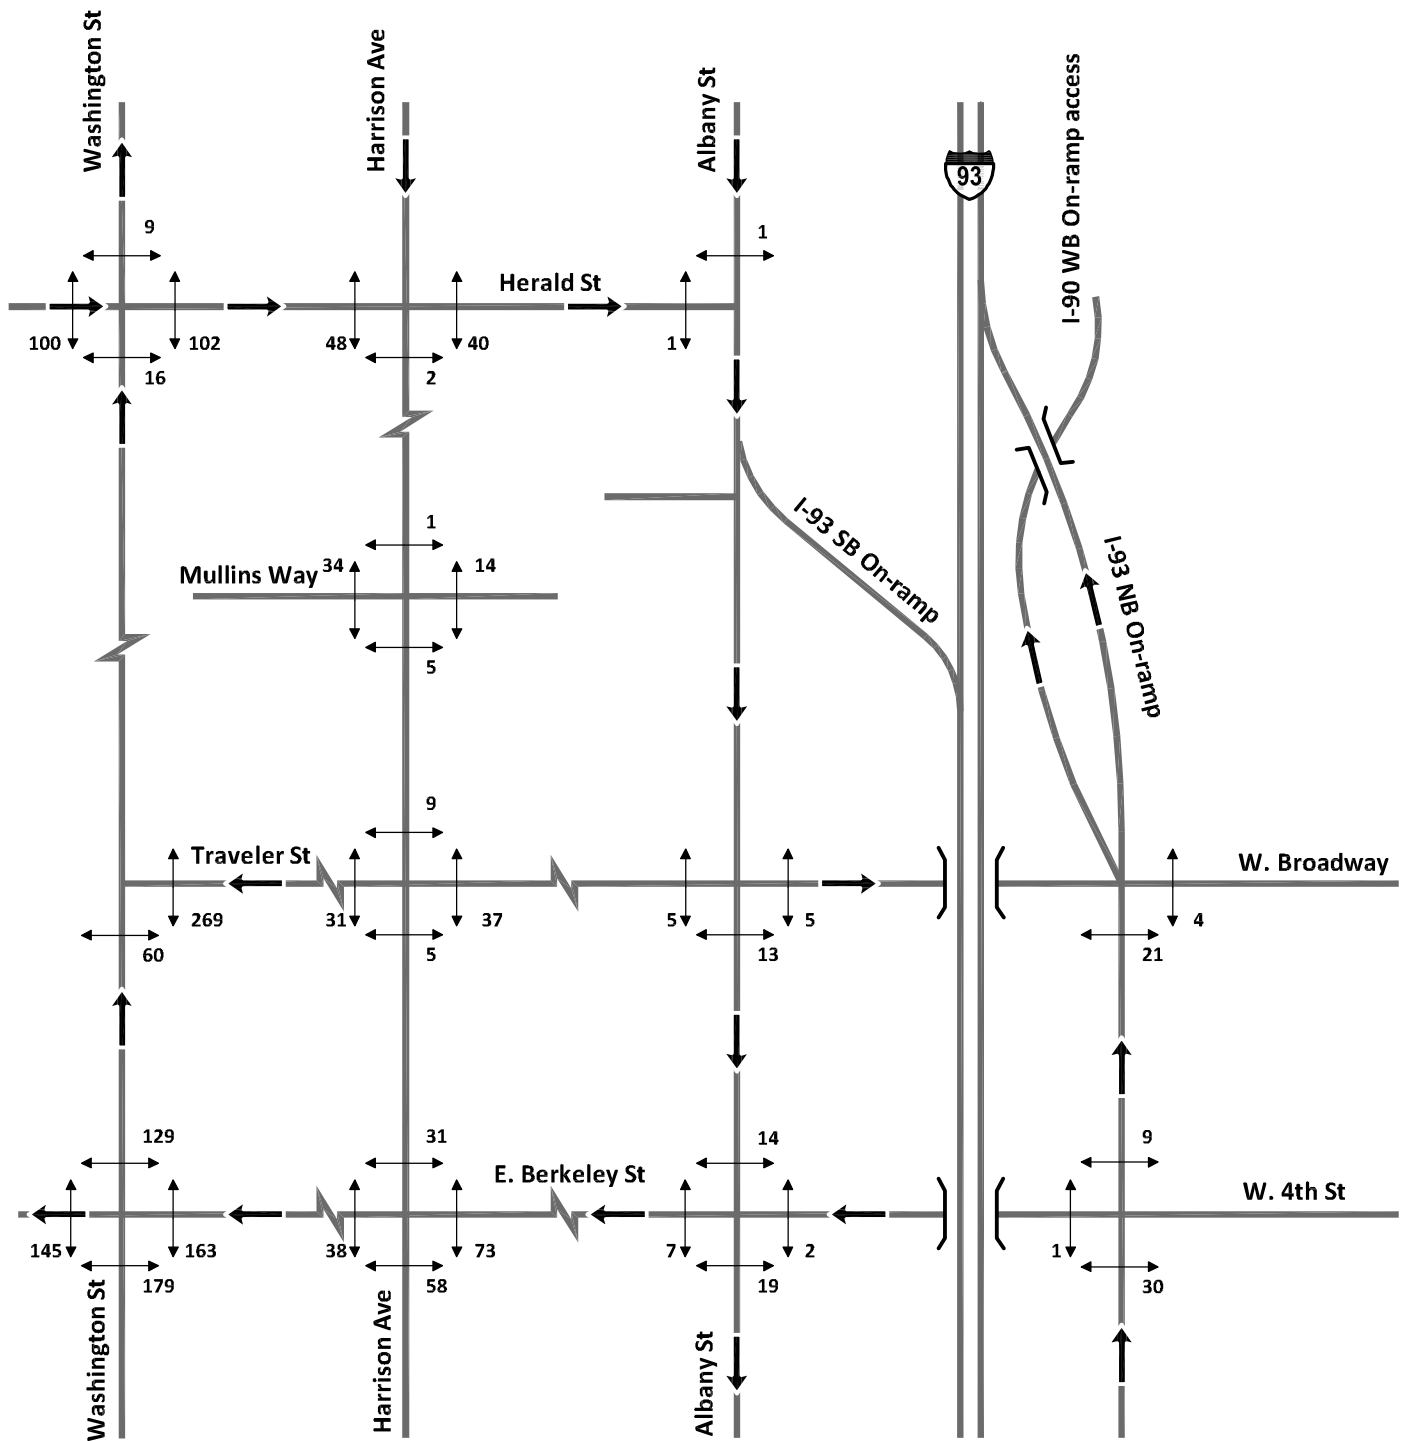 Washington St
Harrison Ave
Albany St
I-90 WB On-ramp access
93
9
1
Herald St
100
102
48
40
1
16
2
I-93 SB On-ramp
1
Mullins Way
34
14
I-93 NB On-ramp
5
9
Traveler St
W. Broadway
269
31
37
5
5
4
60
5
13
21
129
31
14
9
E. Berkeley St
W. 4th St
145
163
38
73
7
2
1
179
58
19
30
Washington St
Harrison Ave
Albany St